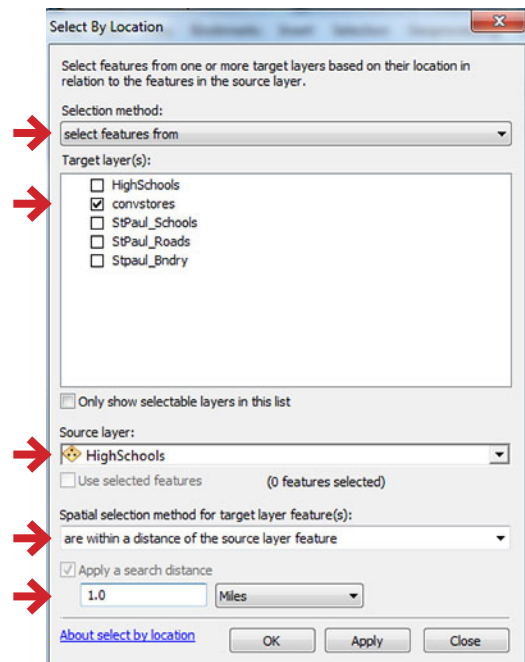 Select By Location
Select features from one or more target layers based on their location in
relation to the features in the source layer.
Selection method:
select features from
Target layer(s):
HighSchools
convstores
StPaul_Schools
StPaul_Roads
Stpaul_Bndry
Only show selectable layers in this list
Source layer:
HighSchools
Use selected features (0 features selected)
Spatial selection method for target layer feature(s):
are within a distance of the source layer feature
Apply a search distance
1.0 Miles
About select by location OK Apply Close